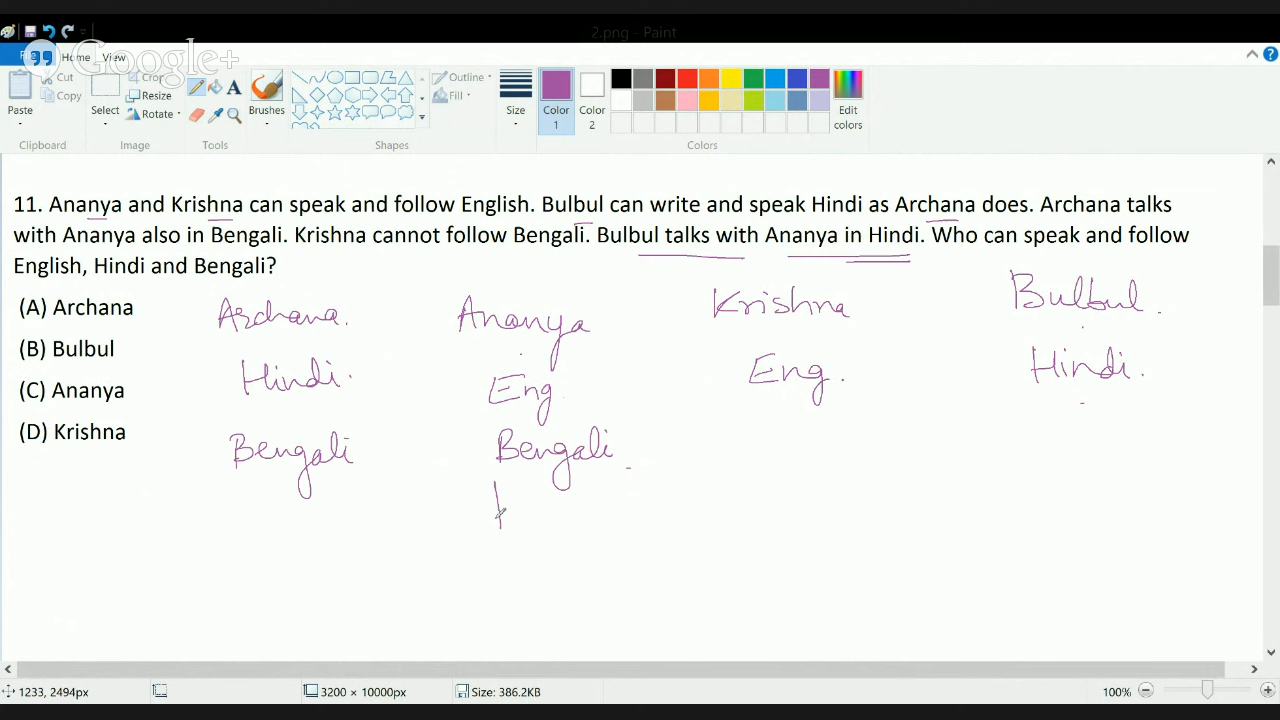 2.png - Paint
Google+
File Home View
Paste Cut Copy Select Crop Resize Rotate Brushes Outline Fill Size Color 1 Color 2 Edit colors
Clipboard Image Tools Shapes Colors
11. Ananya and Krishna can speak and follow English. Bulbul can write and speak Hindi as Archana does. Archana talks
with Ananya also in Bengali. Krishna cannot follow Bengali. Bulbul talks with Ananya in Hindi. Who can speak and follow
English, Hindi and Bengali?
(A) Archana
(B) Bulbul
(C) Ananya
(D) Krishna
Archana. Ananya Krishna Bulbul.
Hindi. Eng Eng. Hindi.
Bengali Bengali.
1233, 2494px 3200 × 10000px Size: 386.2KB 100%